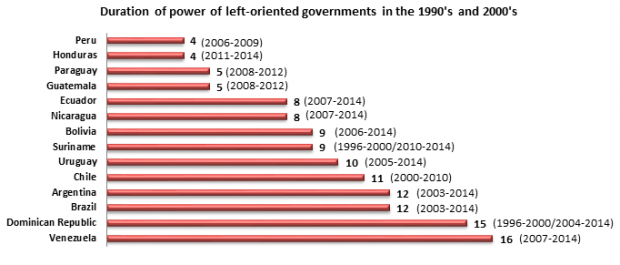 Duration of power of left-oriented governments in the 1990's and 2000's
Peru 4 (2006-2009)
Honduras 4 (2011-2014)
Paraguay 5 (2008-2012)
Guatemala 5 (2008-2012)
Ecuador 8 (2007-2014)
Nicaragua 8 (2007-2014)
Bolivia 9 (2006-2014)
Suriname 9 (1996-2000/2010-2014)
Uruguay 10 (2005-2014)
Chile 11 (2000-2010)
Argentina 12 (2003-2014)
Brazil 12 (2003-2014)
Dominican Republic 15 (1996-2000/2004-2014)
Venezuela 16 (2007-2014)